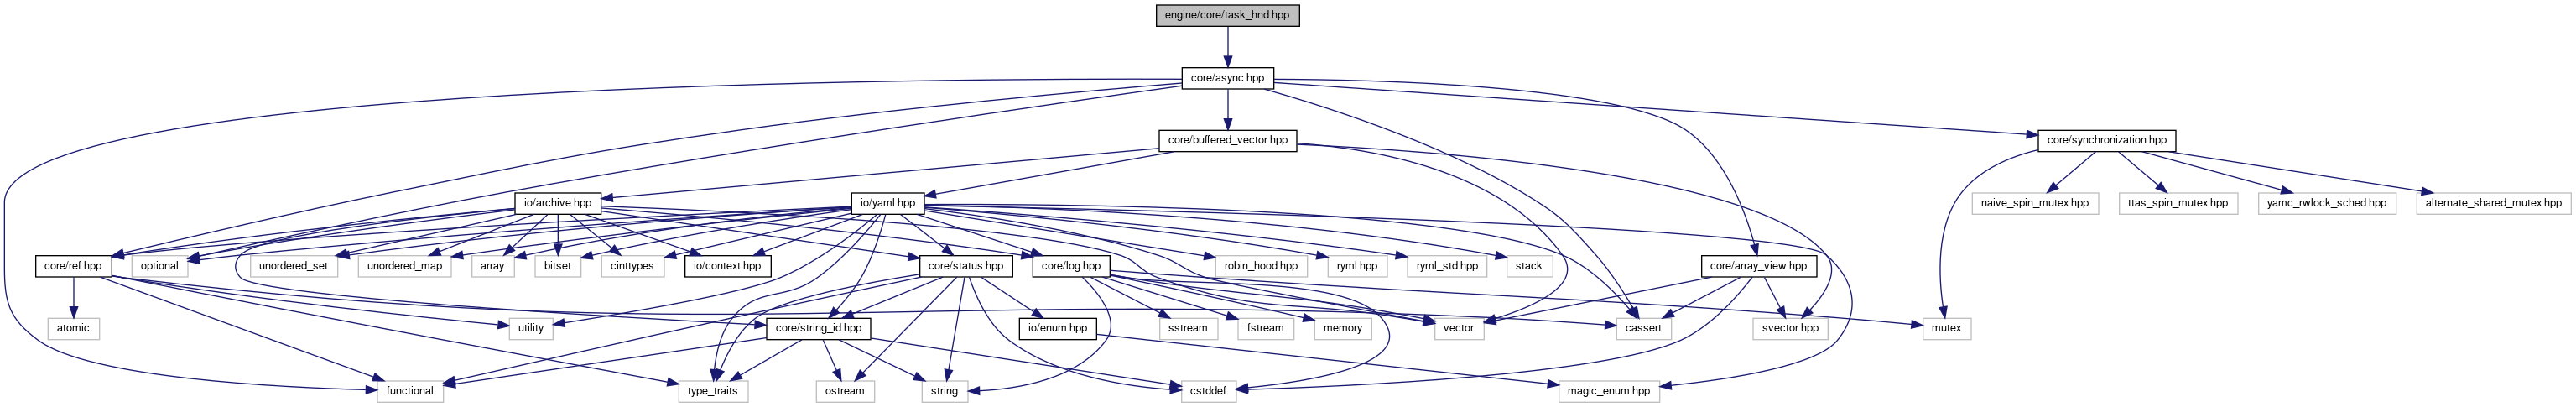 engine/core/task_hnd.hpp
core/async.hpp
core/buffered_vector.hpp
core/synchronization.hpp
io/archive.hpp
io/yaml.hpp
naive_spin_mutex.hpp
ttas_spin_mutex.hpp
yamc_rwlock_sched.hpp
alternate_shared_mutex.hpp
core/ref.hpp
optional
unordered_set
unordered_map
array
bitset
cinttypes
io/context.hpp
core/status.hpp
core/log.hpp
robin_hood.hpp
ryml.hpp
ryml_std.hpp
stack
core/array_view.hpp
atomic
utility
core/string_id.hpp
io/enum.hpp
sstream
fstream
memory
vector
cassert
svector.hpp
mutex
functional
type_traits
ostream
string
cstddef
magic_enum.hpp